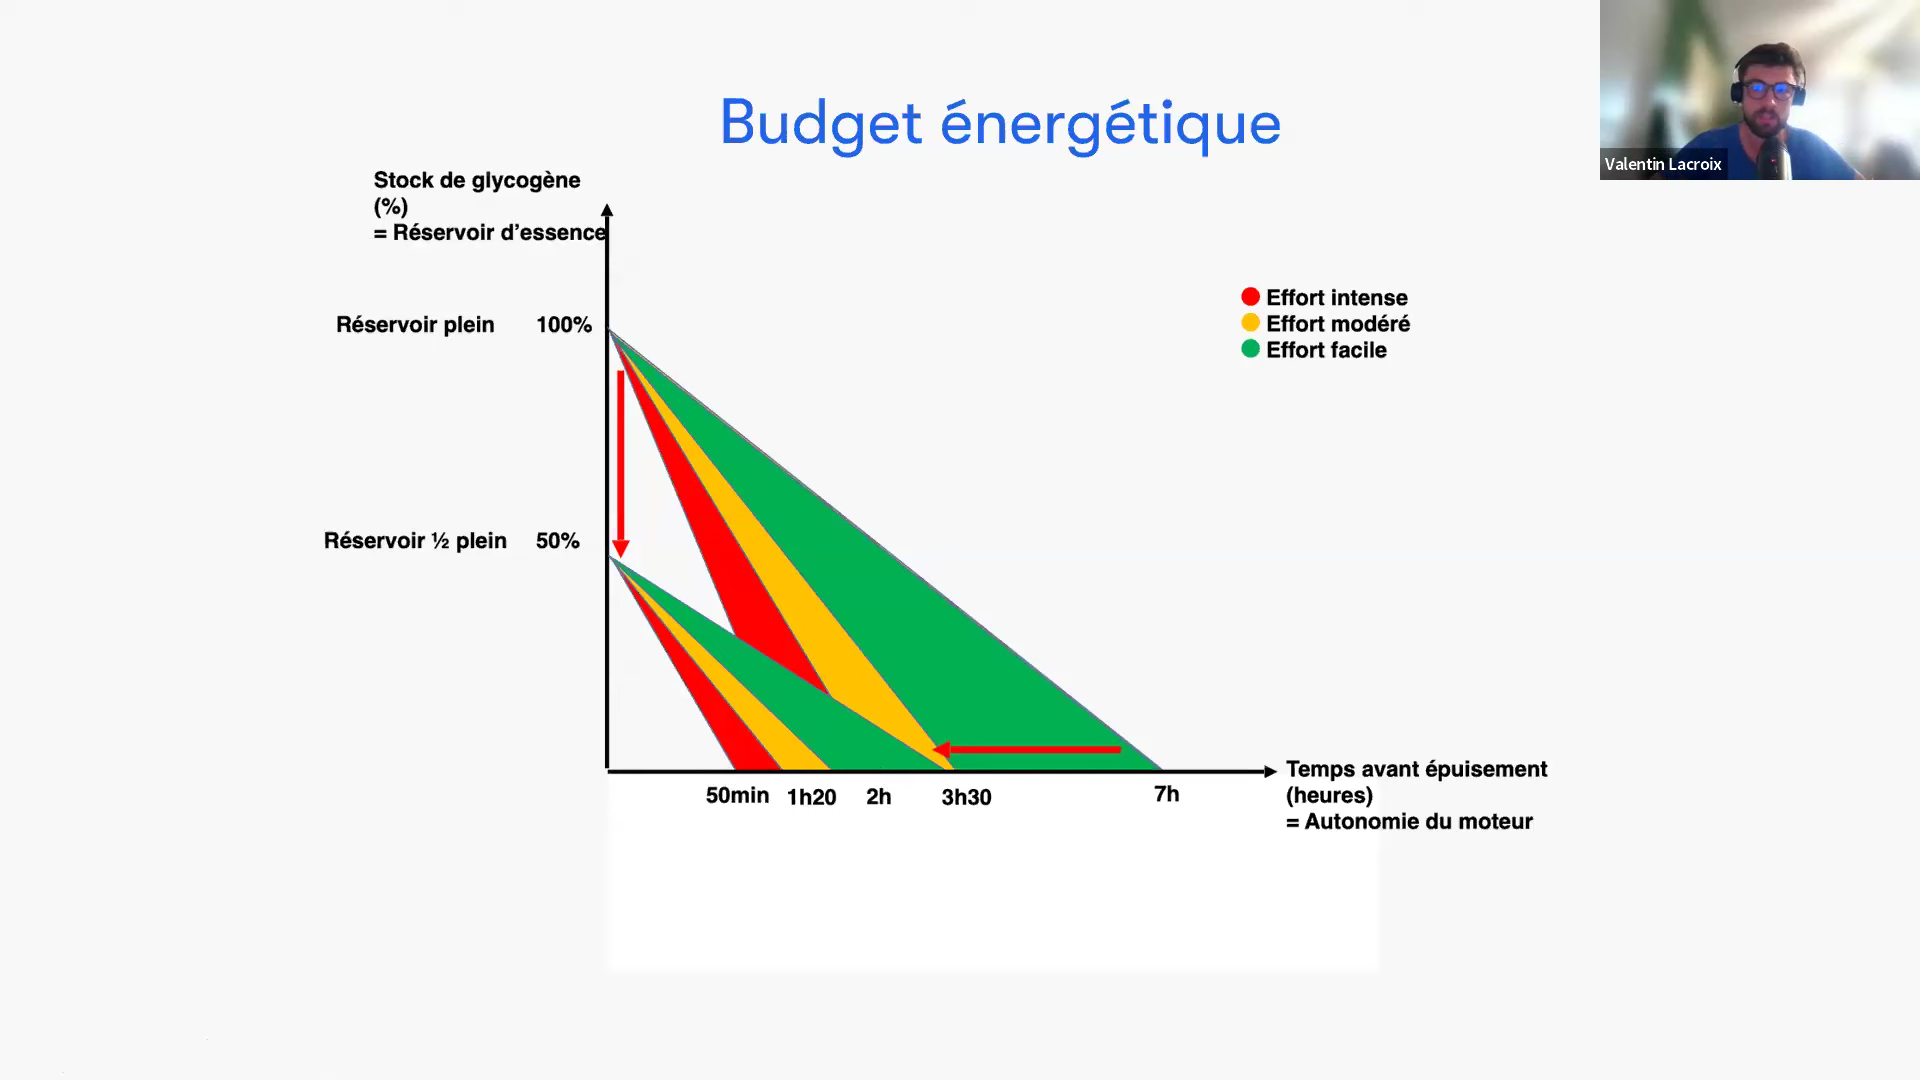 Budget énergétique
Valentin Lacroix
Stock de glycogène
(%)
= Réservoir d’essence
Effort intense
Effort modéré
Effort facile
Réservoir plein 100%
Réservoir ½ plein 50%
50min 1h20 2h 3h30 7h
Temps avant épuisement
(heures)
= Autonomie du moteur